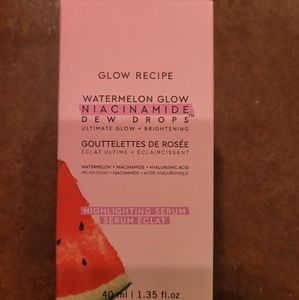 GLOW RECIPE
WATERMELON GLOW
NIACINAMIDE
DEW DROPS™
ULTIMATE GLOW + BRIGHTENING
GOUTTELETTES DE ROSÉE
ÉCLAT ULTIME + ÉCLAIRCISSANT
WATERMELON + NIACINAMIDE + HYALURONIC ACID
MELON D'EAU + NIACINAMIDE + ACIDE HYALURONIQUE
HIGHLIGHTING SERUM
SÉRUM ÉCLAT
40 ml | 1.35 fl.oz